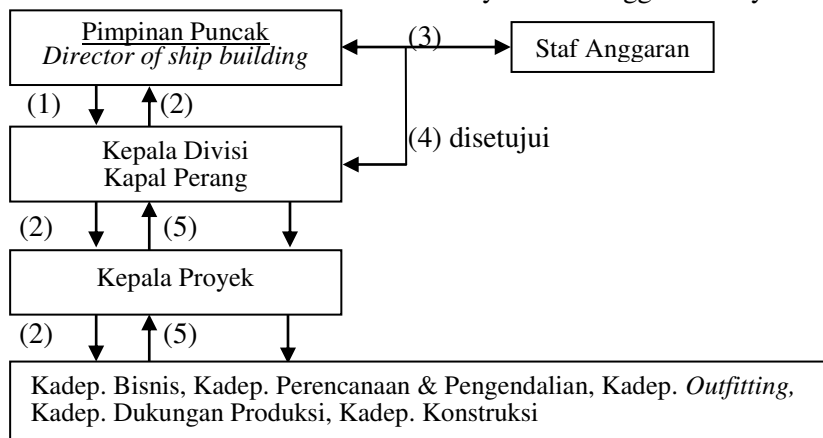 Pimpinan Puncak
Director of ship building
(3)
Staf Anggaran
(1)
(2)
(4) disetujui
Kepala Divisi
Kapal Perang
(2)
(5)
Kepala Proyek
(2)
(5)
Kadep. Bisnis, Kadep. Perencanaan & Pengendalian, Kadep. Outfitting,
Kadep. Dukungan Produksi, Kadep. Konstruksi